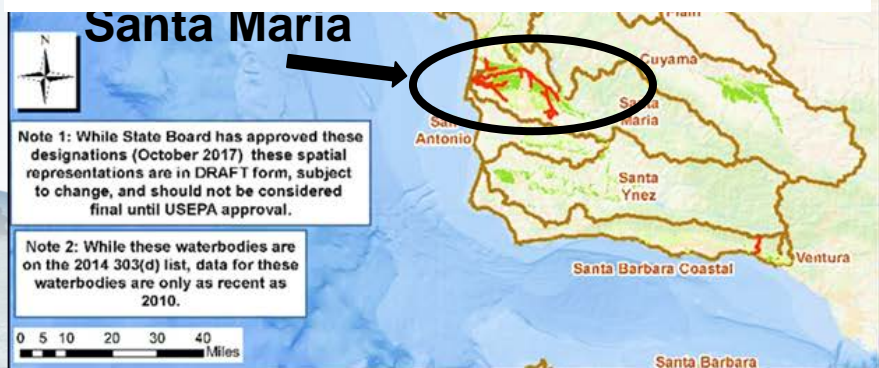 Santa Maria
N
Plain
Cuyama
Santa
Maria
San
Antonio
Note 1: While State Board has approved these
designations (October 2017) these spatial
representations are in DRAFT form, subject
to change, and should not be considered
final until USEPA approval.
Santa
Ynez
Note 2: While these waterbodies are
on the 2014 303(d) list, data for these
waterbodies are only as recent as
2010.
Ventura
Santa Barbara Coastal
0 5 10 20 30 40
Miles
Santa Barbara